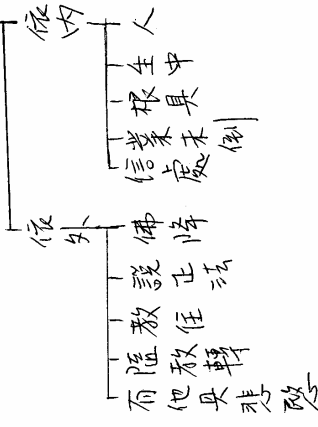 依內
人
生中
根具
業未倒
信處
依外
佛降
說正法
教住
隨教轉
有他具悲愍